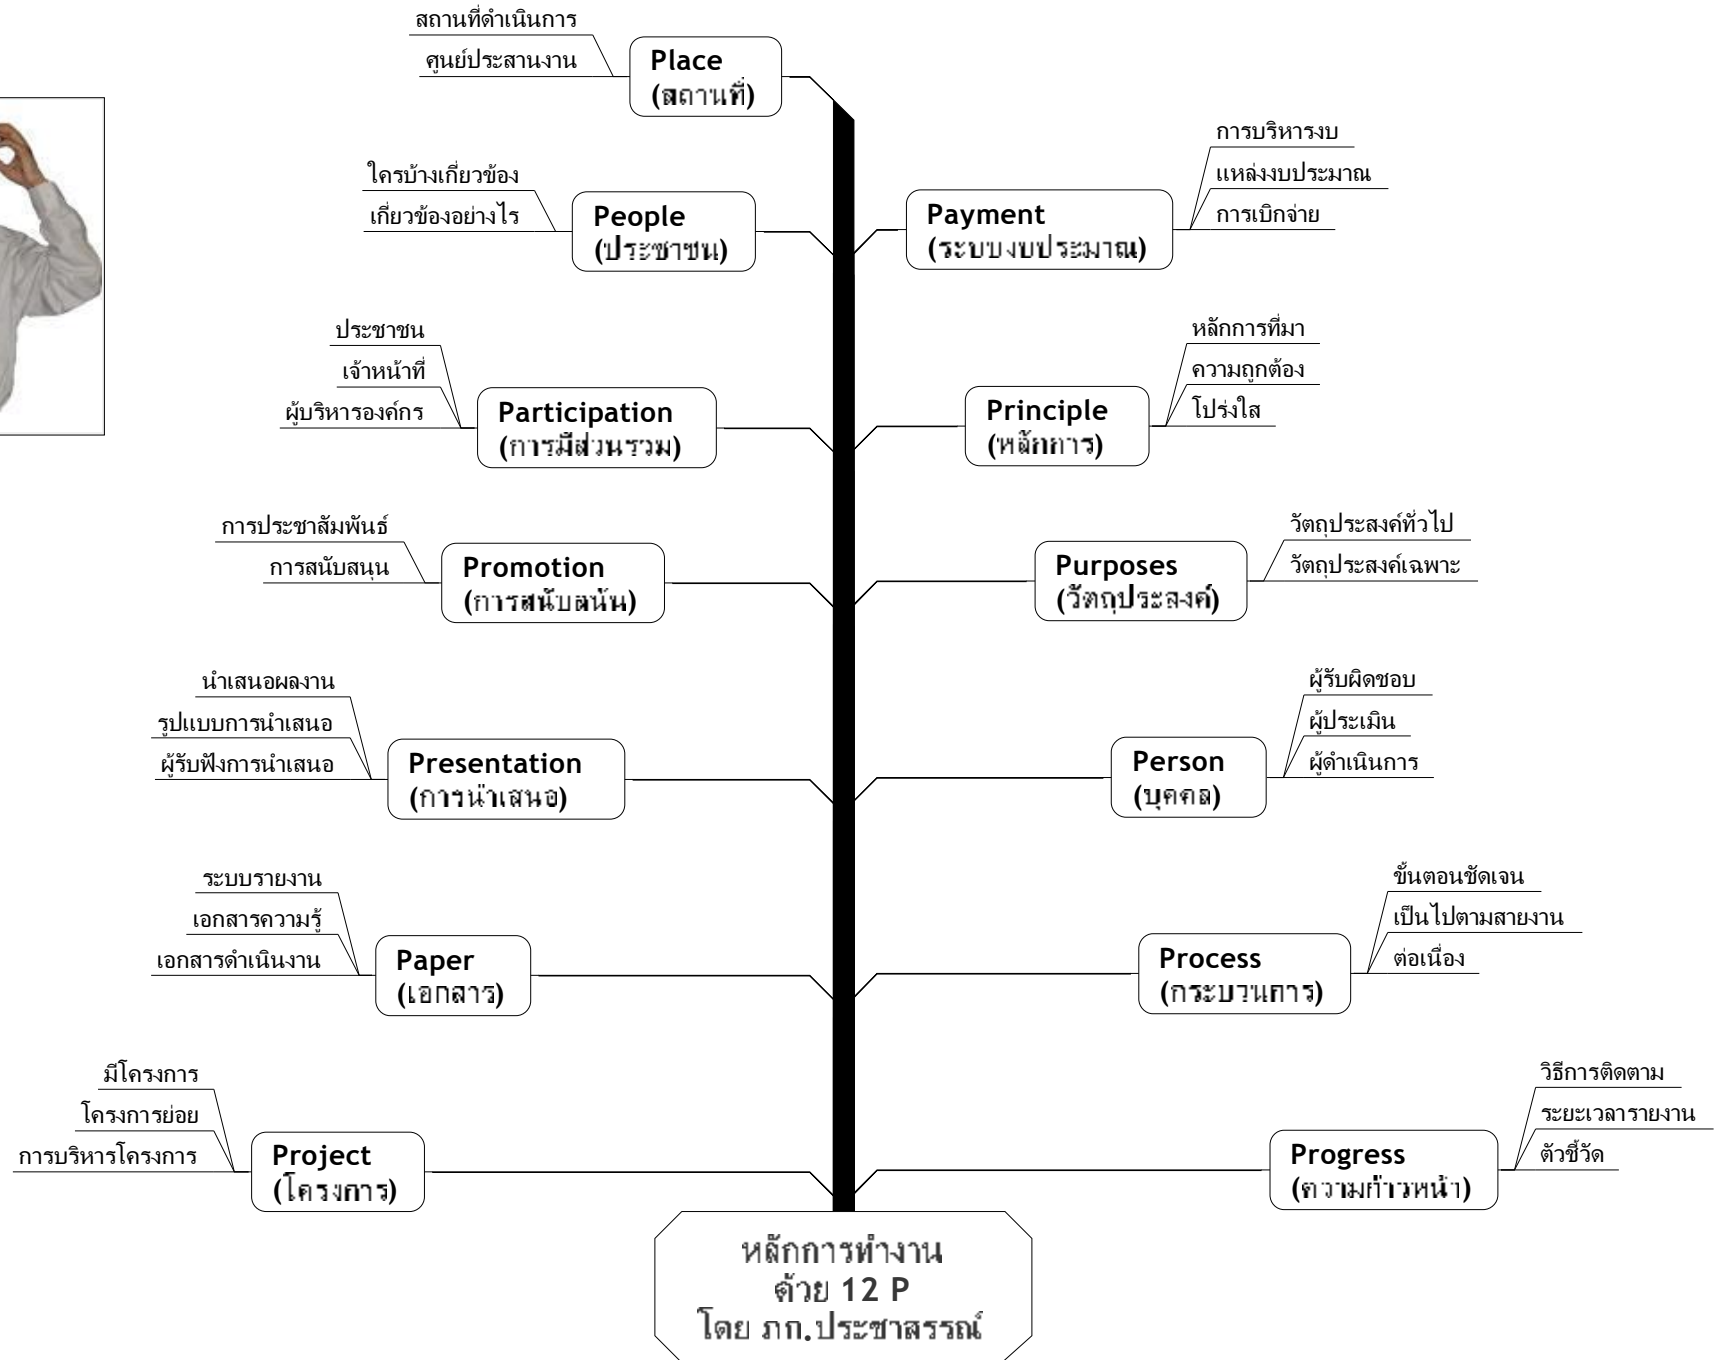 สถานที่ดำเนินการ
ศูนย์ประสานงาน
Place
(สถานที่)
ใครบ้างเกี่ยวข้อง
เกี่ยวข้องอย่างไร
People
(ประชาชน)
ประชาชน
เจ้าหน้าที่
ผู้บริหารองค์กร
Participation
(การมีส่วนรวม)
การประชาสัมพันธ์
การสนับสนุน
Promotion
(การสนับสนัน)
นำเสนอผลงาน
รูปแบบการนำเสนอ
ผู้รับฟังการนำเสนอ
Presentation
(การนำเสนอ)
ระบบรายงาน
เอกสารความรู้
เอกสารดำเนินงาน
Paper
(เอกสาร)
มีโครงการ
โครงการย่อย
การบริหารโครงการ
Project
(โครงการ)
การบริหารงบ
แหล่งงบประมาณ
การเบิกจ่าย
Payment
(ระบบงบประมาณ)
หลักการที่มา
ความถูกต้อง
โปร่งใส
Principle
(หลักการ)
วัตถุประสงค์ทั่วไป
วัตถุประสงค์เฉพาะ
Purposes
(วัตถุประสงค์)
ผู้รับผิดชอบ
ผู้ประเมิน
ผู้ดำเนินการ
Person
(บุคคล)
ขั้นตอนชัดเจน
เป็นไปตามสายงาน
ต่อเนื่อง
Process
(กระบวนการ)
วิธีการติดตาม
ระยะเวลารายงาน
ตัวชี้วัด
Progress
(ความก้าวหน้า)
หลักการทำงาน
ด้วย 12 P
โดย ภก.ประชาสรรณ์